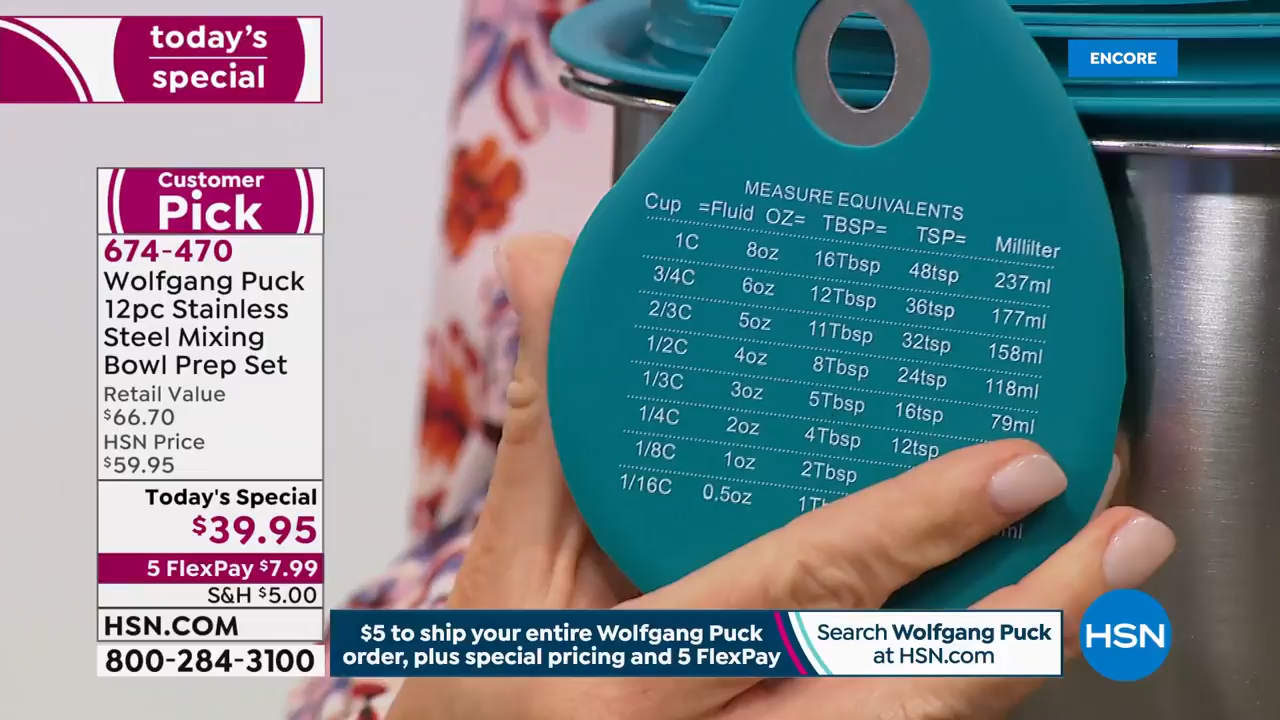 today's
special
ENCORE
Customer
Pick
674-470
Wolfgang Puck
12pc Stainless
Steel Mixing
Bowl Prep Set
Retail Value
$66.70
HSN Price
$59.95
Today's Special
$39.95
5 FlexPay $7.99
S&H $5.00
HSN.COM
800-284-3100
MEASURE EQUIVALENTS
Cup =Fluid OZ= TBSP= TSP= Millilter
1C 8oz 16Tbsp 48tsp 237ml
3/4C 6oz 12Tbsp 36tsp 177ml
2/3C 5oz 11Tbsp 32tsp 158ml
1/2C 4oz 8Tbsp 24tsp 118ml
1/3C 3oz 5Tbsp 16tsp 79ml
1/4C 2oz 4Tbsp 12tsp
1/8C 1oz 2Tbsp
1/16C 0.5oz
$5 to ship your entire Wolfgang Puck
order, plus special pricing and 5 FlexPay
Search Wolfgang Puck
at HSN.com
HSN